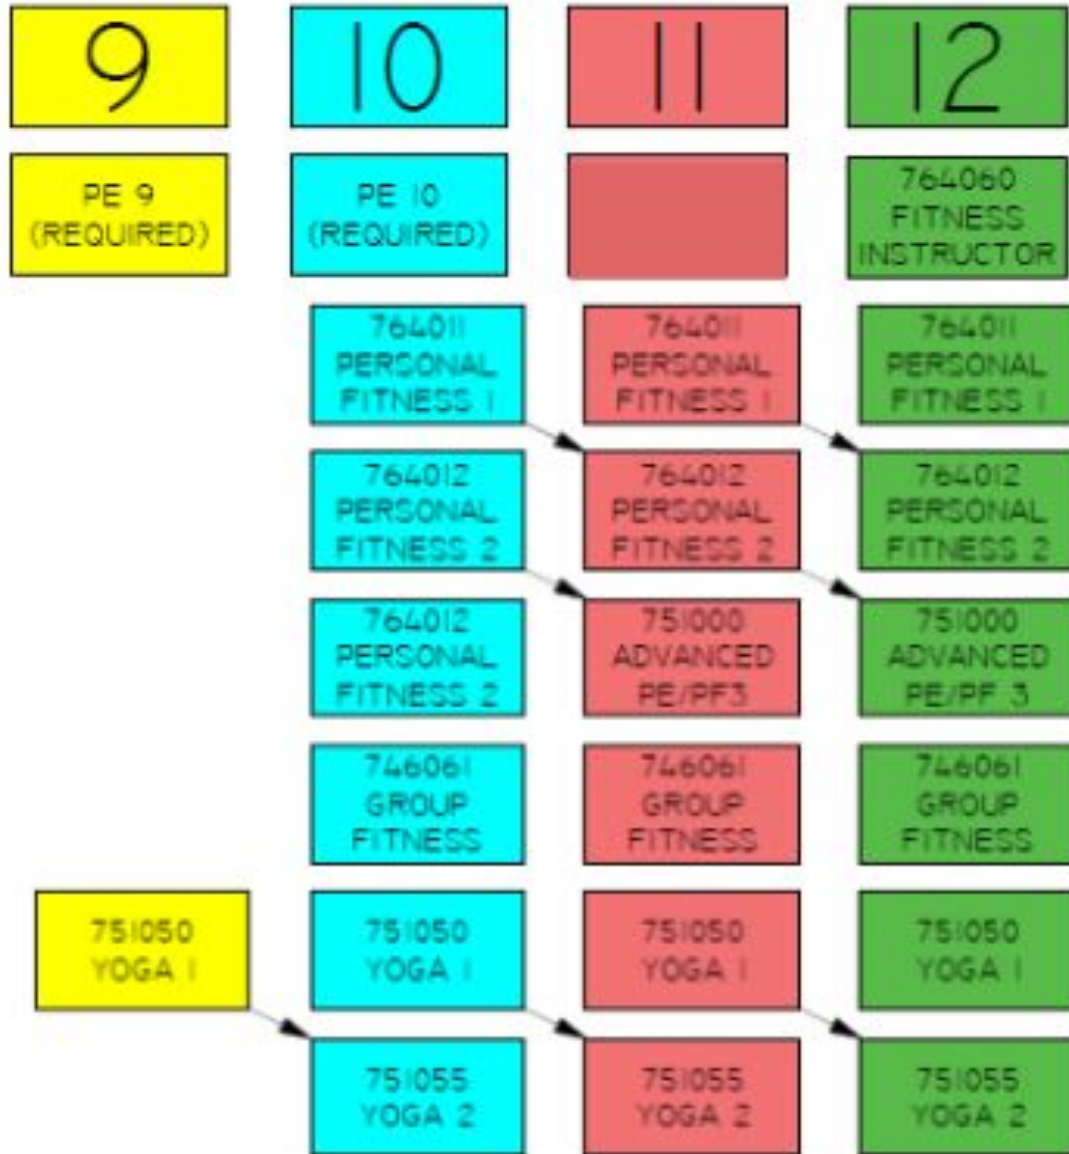 9
10
11
12
PE 9
(REQUIRED)
PE 10
(REQUIRED)
764060
FITNESS
INSTRUCTOR
764011
PERSONAL
FITNESS 1
764011
PERSONAL
FITNESS 1
764011
PERSONAL
FITNESS 1
764012
PERSONAL
FITNESS 2
764012
PERSONAL
FITNESS 2
764012
PERSONAL
FITNESS 2
764012
PERSONAL
FITNESS 2
751000
ADVANCED
PE/PF3
751000
ADVANCED
PE/PF 3
746061
GROUP
FITNESS
746061
GROUP
FITNESS
746061
GROUP
FITNESS
751050
YOGA 1
751050
YOGA 1
751050
YOGA 1
751050
YOGA 1
751055
YOGA 2
751055
YOGA 2
751055
YOGA 2